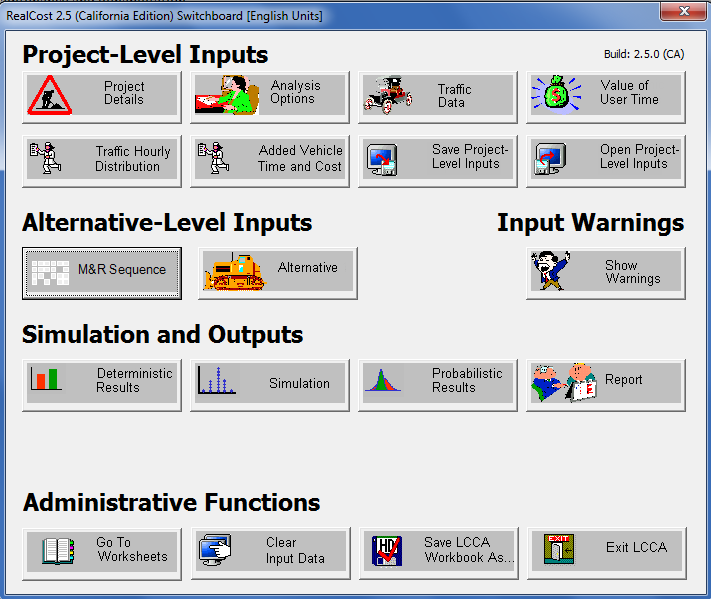 RealCost 2.5 (California Edition) Switchboard [English Units]
Project-Level Inputs
Build: 2.5.0 (CA)
Project
Details
Analysis
Options
Traffic
Data
Value of
User Time
Traffic Hourly
Distribution
Added Vehicle
Time and Cost
Save Project-
Level Inputs
Open Project-
Level Inputs
Alternative-Level Inputs
Input Warnings
M&R Sequence
Alternative
Show
Warnings
Simulation and Outputs
Deterministic
Results
Simulation
Probabilistic
Results
Report
Administrative Functions
Go To
Worksheets
Clear
Input Data
HD
Save LCCA
Workbook As...
EXIT
Exit LCCA